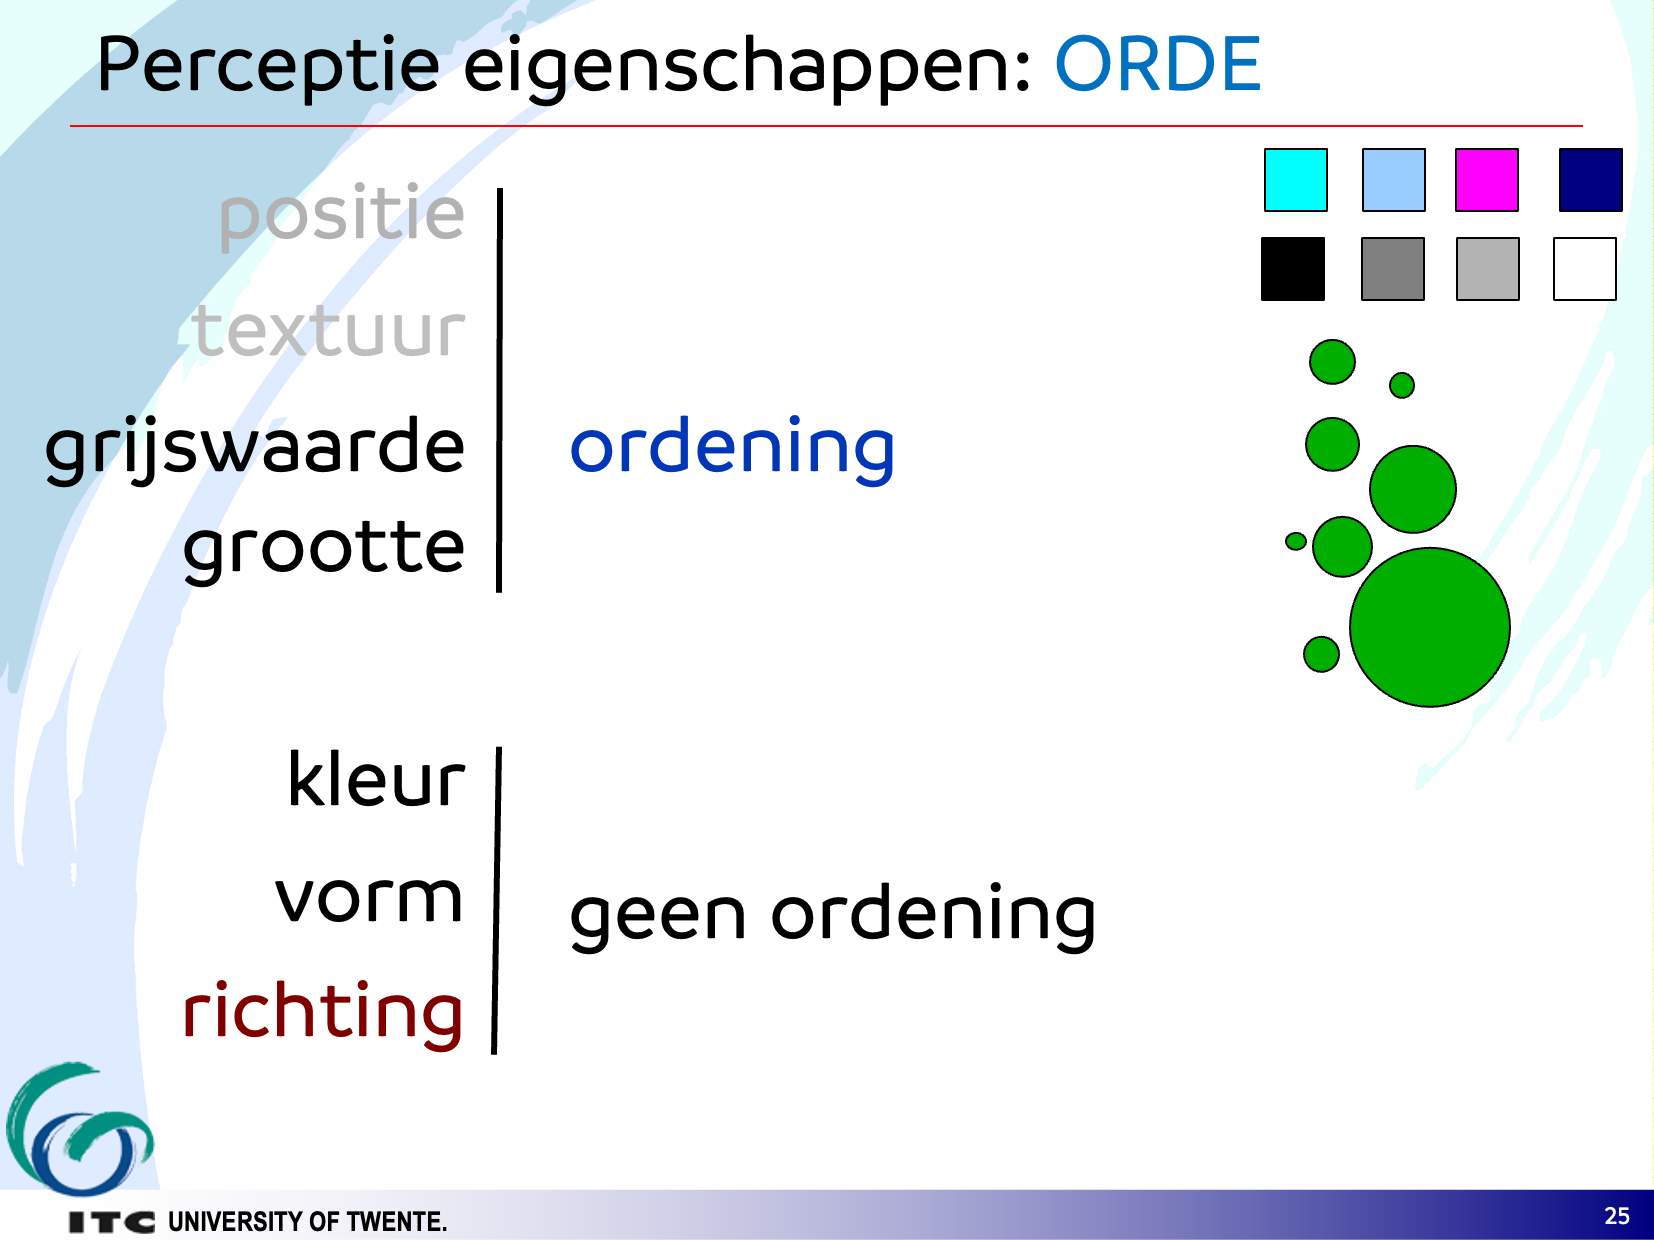 Perceptie eigenschappen: ORDE
positie
textuur
grijswaarde
ordening
grootte
kleur
vorm
geen ordening
richting
ITC UNIVERSITY OF TWENTE.
25